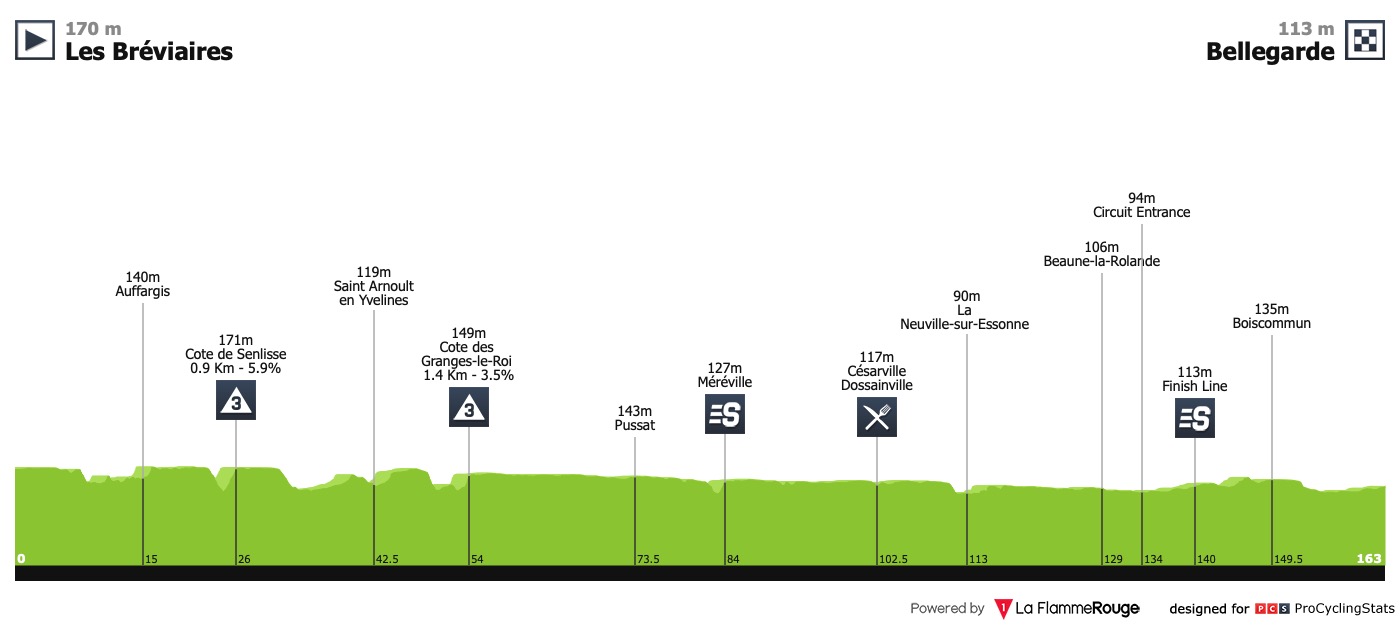 170 m
Les Bréviaires
113 m
Bellegarde
94m
Circuit Entrance
106m
Beaune-la-Rolande
140m
Auffargis
119m
Saint Arnoult
en Yvelines
90m
La
Neuville-sur-Essonne
135m
Boiscommun
171m
Cote de Senlisse
0.9 Km - 5.9%
3
149m
Cote des
Granges-le-Roi
1.4 Km - 3.5%
3
143m
Pussat
127m
Méréville
S
117m
Césarville
Dossainville
113m
Finish Line
S
0
15
26
42.5
54
73.5
84
102.5
113
129
134
140
149.5
163
Powered by 1 La FlammeRouge designed for PCS ProCyclingStats